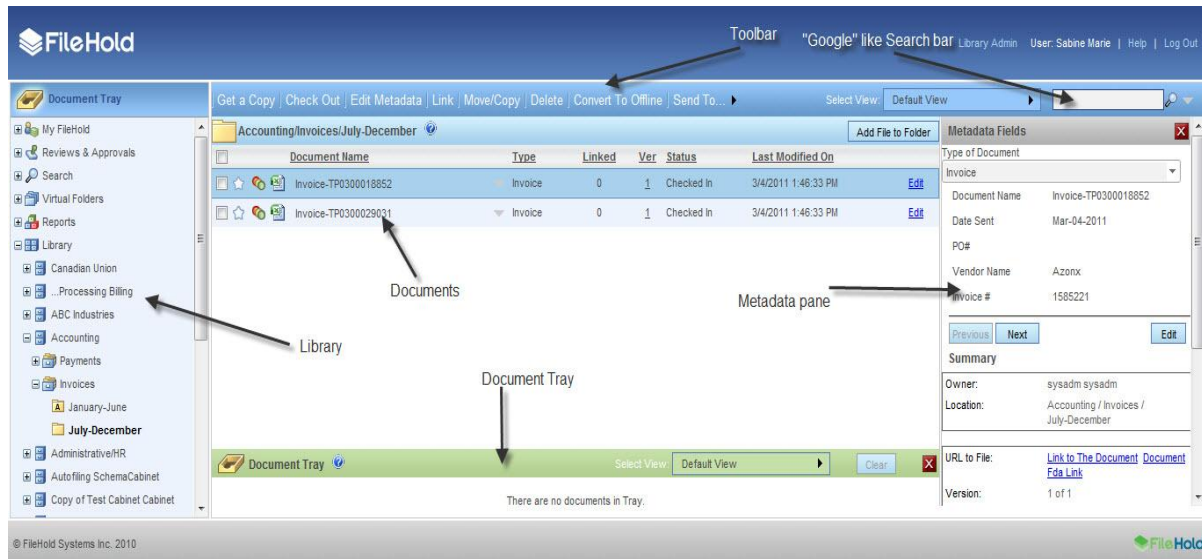 FileHold
Toolbar
"Google" like Search bar
Library Admin User: Sabine Marie | Help | Log Out
Document Tray
Get a Copy | Check Out | Edit Metadata | Link | Move/Copy | Delete | Convert To Offline | Send To...
Select View: Default View
My FileHold
Reviews & Approvals
Search
Virtual Folders
Reports
Library
Canadian Union
...Processing Billing
ABC Industries
Accounting
Payments
Invoices
A January-June
July-December
Administrative/HR
Autofiling SchemaCabinet
Copy of Test Cabinet Cabinet
Accounting/Invoices/July-December
Add File to Folder
Document Name Type Linked Ver Status Last Modified On
Invoice-TP0300018852 Invoice 0 1 Checked In 3/4/2011 1:46:33 PM Edit
Invoice-TP0300029031 Invoice 0 1 Checked In 3/4/2011 1:46:33 PM Edit
Documents
Library
Metadata pane
Document Tray
Document Tray
Select View: Default View
Clear
There are no documents in Tray.
Metadata Fields
Type of Document
Invoice
Document Name Invoice-TP0300018852
Date Sent Mar-04-2011
PO#
Vendor Name Azonx
Invoice # 1585221
Previous Next Edit
Summary
Owner: sysadm sysadm
Location: Accounting / Invoices /
July-December
URL to File: Link to The Document Document
Fda Link
Version: 1 of 1
© FileHold Systems Inc. 2010
FileHold